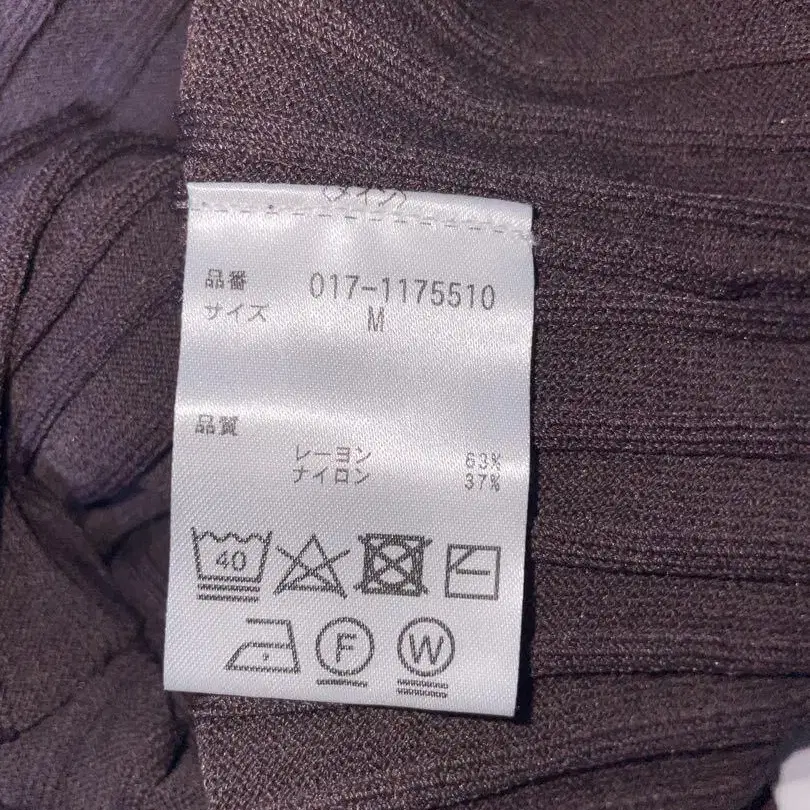 品番 017-1175510
サイズ M
品質
レーヨン 63%
ナイロン 37%
40
F W